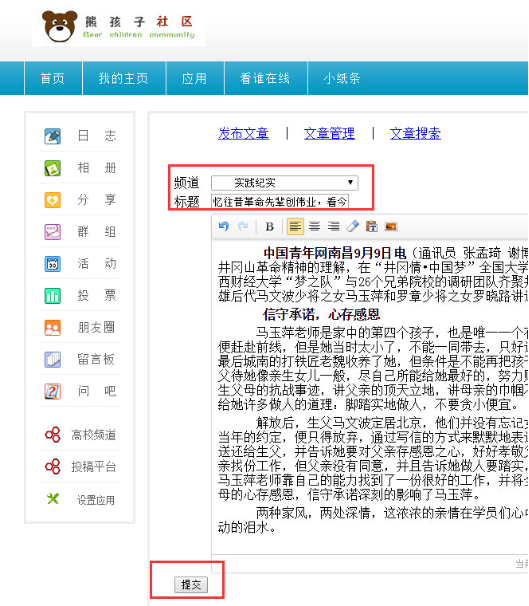 熊孩子社区
Bear children community
首页 我的主页 应用 看谁在线 小纸条
日 志
相 册
分 享
群 组
活 动
投 票
朋友圈
留言板
问 吧
高校频道
投稿平台
设置应用
发布文章 | 文章管理 | 文章搜索
频道 实践纪实
标题 忆往昔革命先辈创伟业，看今
B
中国青年网南昌9月9日电（通讯员 张孟琦 谢博
井冈山革命精神的理解，在“井冈情•中国梦”全国大学
西财经大学“梦之队”与26个兄弟院校的调研团队齐聚井
雄后代马文波少将之女马玉萍和罗章少将之女罗晓路讲述
信守承诺，心存感恩
马玉萍老师是家中的第四个孩子，也是唯一一个在
便赶赴前线，但是她当时太小了，不能一同带去，只好送
最后城南的打铁匠老魏收养了她，但条件是不能再把孩子
父待她像亲生女儿一般，尽自己所能给她最好的，努力赚
生父母的抗战事迹，讲父亲的顶天立地，讲母亲的巾帼不
给她许多做人的道理：脚踏实地做人，不要贪小便宜。
解放后，生父马文波定居北京，他们并没有忘记女
当年的约定，便只得放弃，通过写信的方式来默默地表达
送还给生父，并告诉她要对父亲存感恩之心，好好孝敬父
亲找份工作，但父亲没有同意，并且告诉她做人要踏实，
马玉萍老师靠自己的能力找到了一份很好的工作，并将全
母的心存感恩，信守承诺深刻的影响了马玉萍。
两种家风，两处深情，这浓浓的亲情在学员们心中
动的泪水。
提交